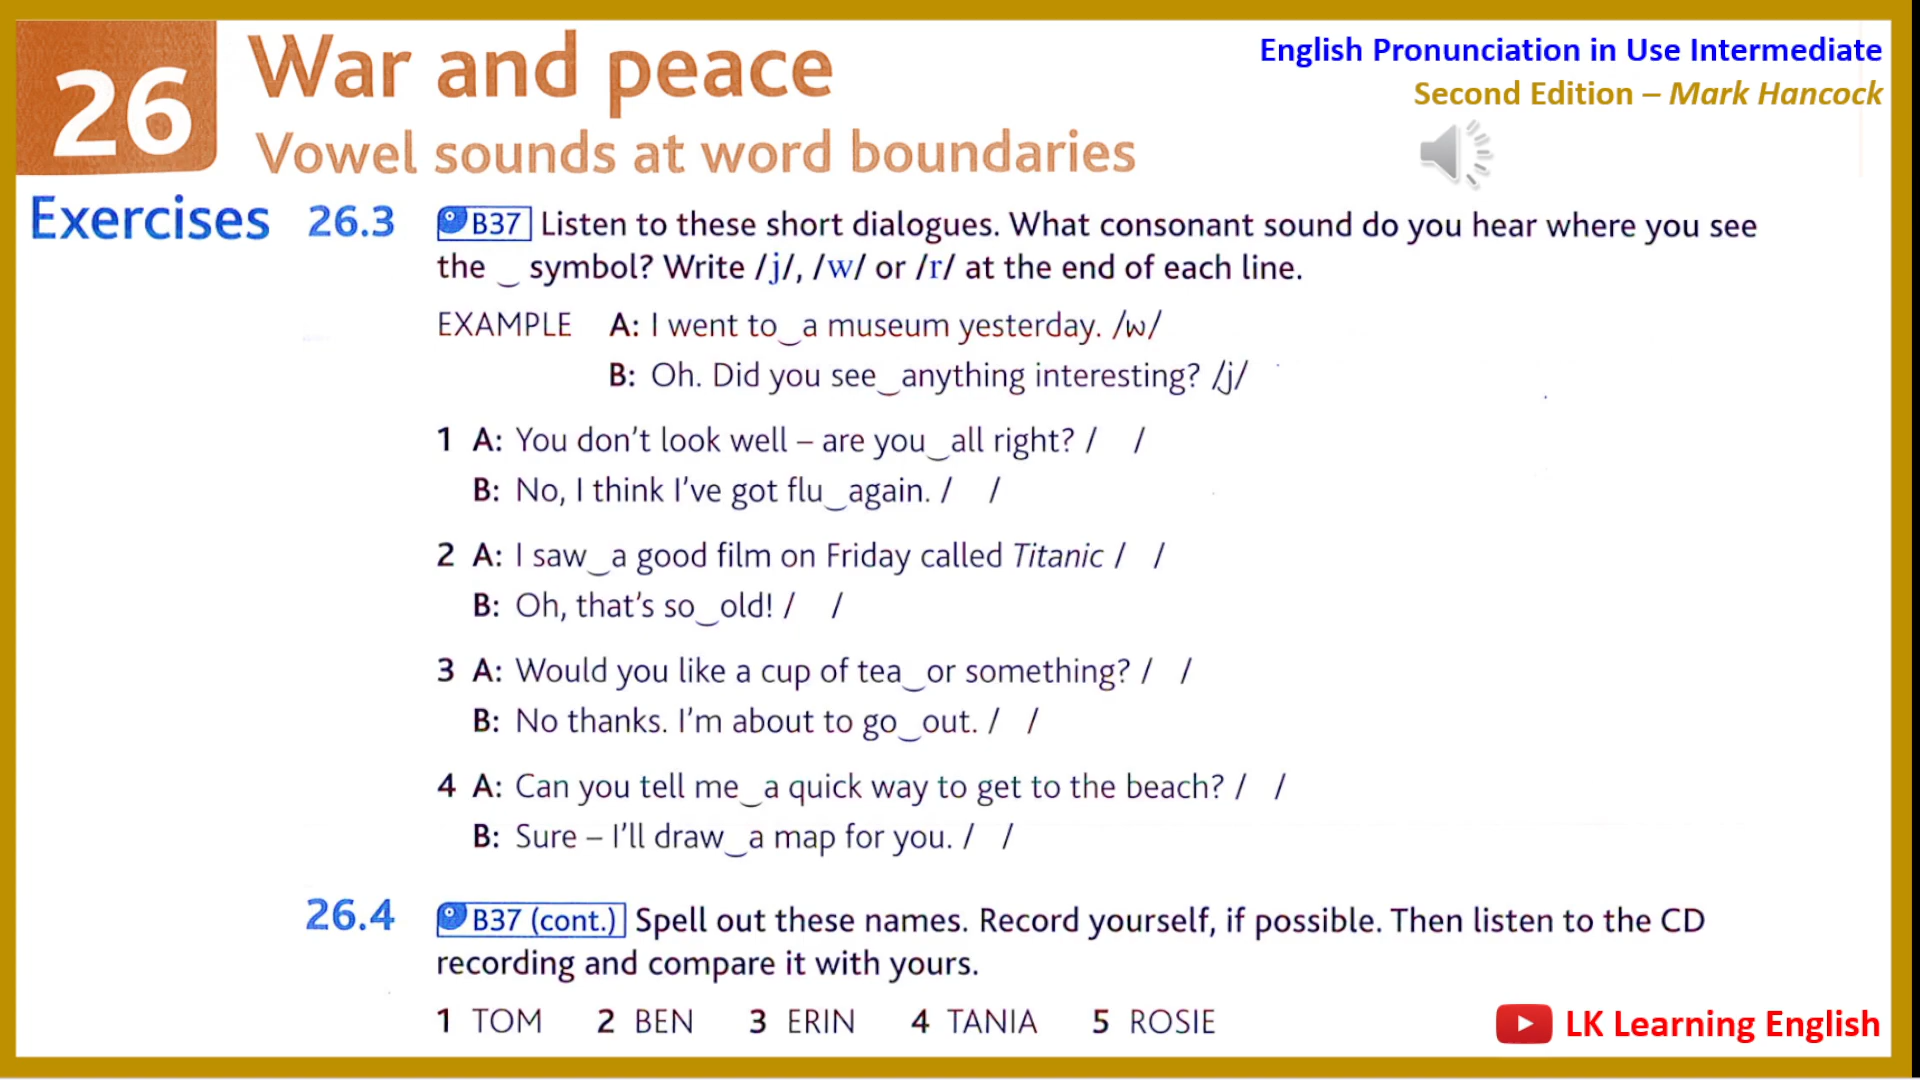 26
War and peace
Vowel sounds at word boundaries
English Pronunciation in Use Intermediate
Second Edition – Mark Hancock
Exercises 26.3 B37 Listen to these short dialogues. What consonant sound do you hear where you see
the ‿ symbol? Write /j/, /w/ or /r/ at the end of each line.
EXAMPLE A: I went to‿a museum yesterday. /w/
B: Oh. Did you see‿anything interesting? /j/
1 A: You don't look well – are you‿all right? / /
B: No, I think I've got flu‿again. / /
2 A: I saw‿a good film on Friday called Titanic / /
B: Oh, that's so‿old! / /
3 A: Would you like a cup of tea‿or something? / /
B: No thanks. I'm about to go‿out. / /
4 A: Can you tell me‿a quick way to get to the beach? / /
B: Sure – I'll draw‿a map for you. / /
26.4 B37 (cont.) Spell out these names. Record yourself, if possible. Then listen to the CD
recording and compare it with yours.
1 TOM 2 BEN 3 ERIN 4 TANIA 5 ROSIE
LK Learning English